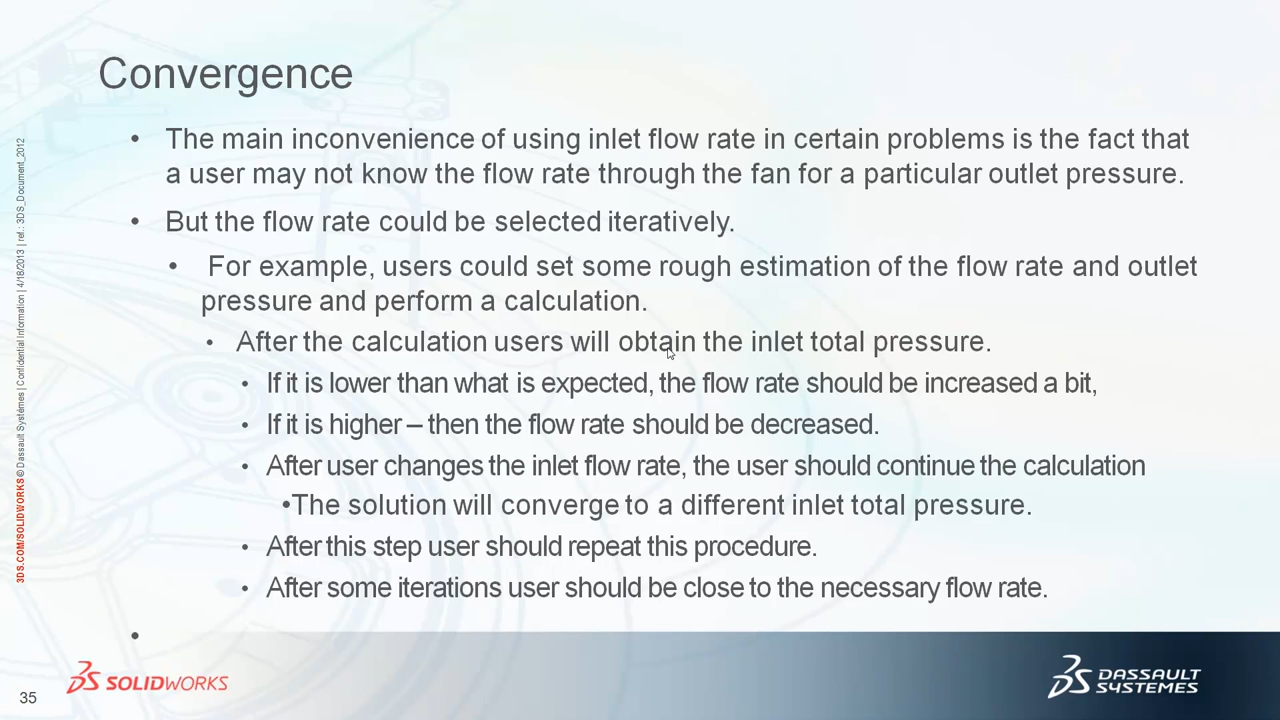 Convergence
• The main inconvenience of using inlet flow rate in certain problems is the fact that
a user may not know the flow rate through the fan for a particular outlet pressure.
• But the flow rate could be selected iteratively.
• For example, users could set some rough estimation of the flow rate and outlet
pressure and perform a calculation.
• After the calculation users will obtain the inlet total pressure.
• If it is lower than what is expected, the flow rate should be increased a bit,
• If it is higher – then the flow rate should be decreased.
• After user changes the inlet flow rate, the user should continue the calculation
•The solution will converge to a different inlet total pressure.
• After this step user should repeat this procedure.
• After some iterations user should be close to the necessary flow rate.
•
3DS.COM/SOLIDWORKS © Dassault Systèmes | Confidential Information | 4/18/2013 | ref.: 3DS_Document_2012
35
SOLIDWORKS
DASSAULT
SYSTEMES